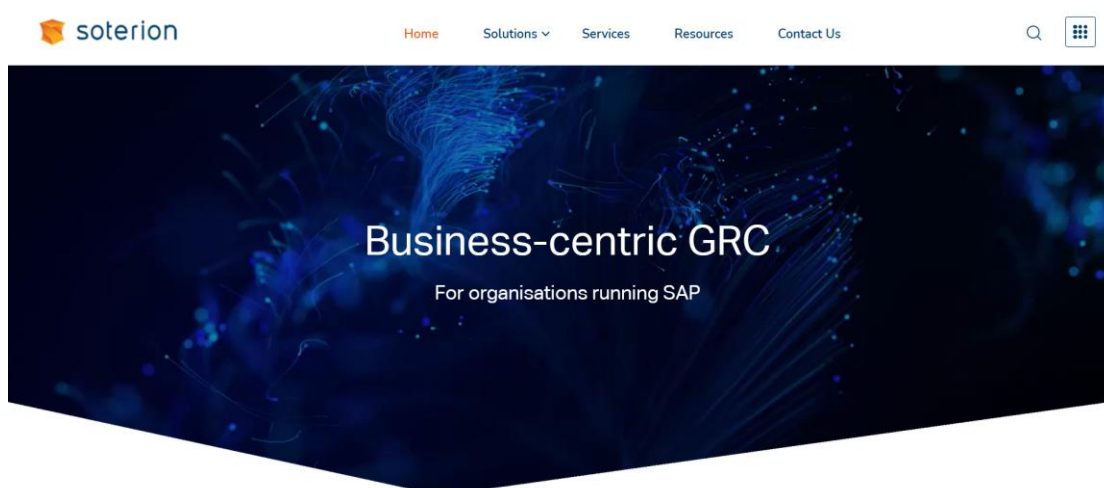 soterion
Home Solutions Services Resources Contact Us
Business-centric GRC
For organisations running SAP